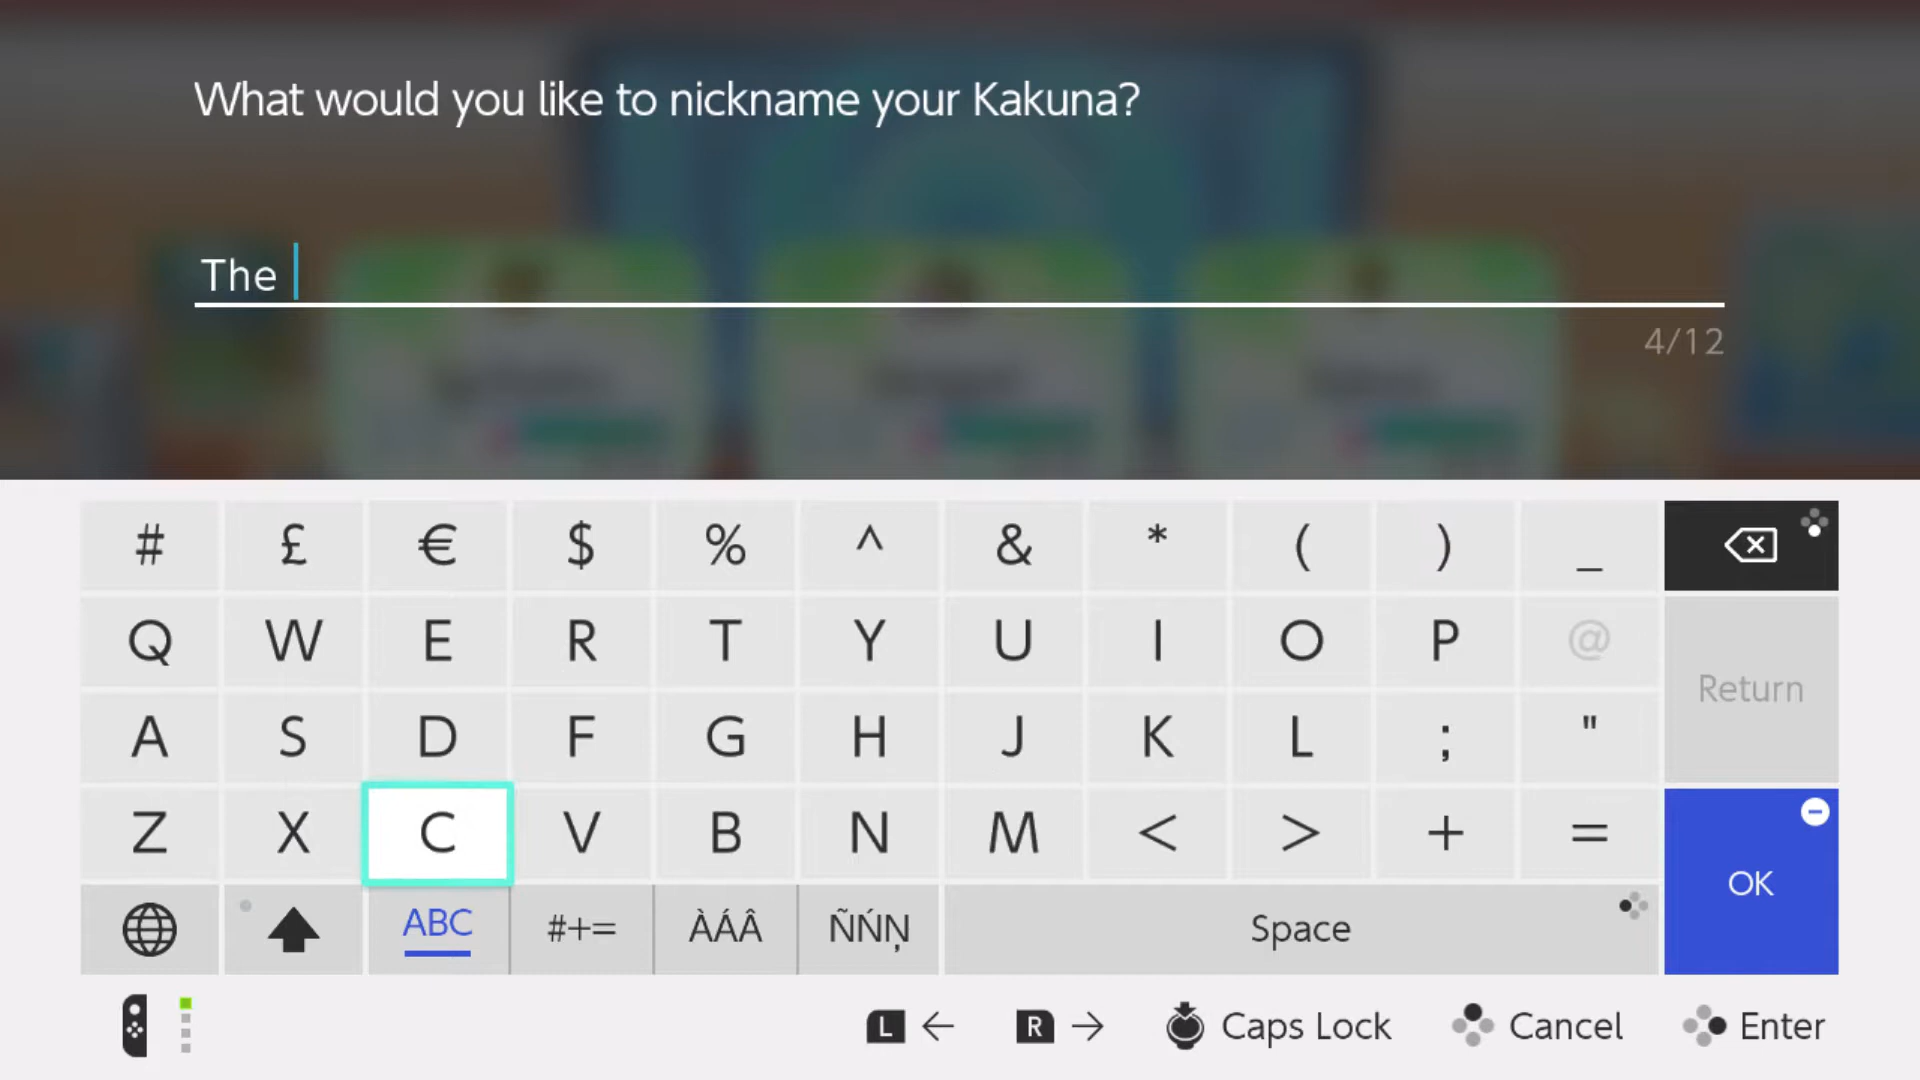 What would you like to nickname your Kakuna?
The
4/12
# £ € $ % ^ & * ( ) _
Q W E R T Y U I O P @
Return
A S D F G H J K L ; "
Z X C V B N M < > + =
OK
ABC #+= ÀÁÂ ÑŃŅ Space
L ← R → Caps Lock Cancel Enter